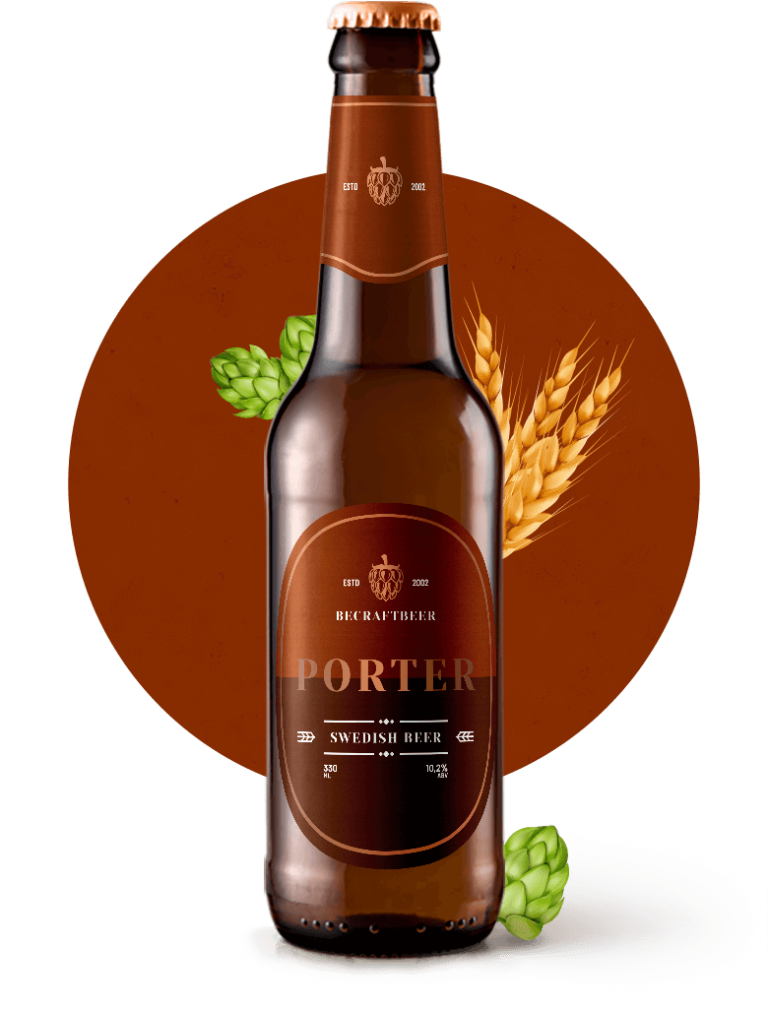 ESTD 2002
ESTD 2002
BECRAFTBEER
PORTER
SWEDISH BEER
330 10,2%
ML ABV